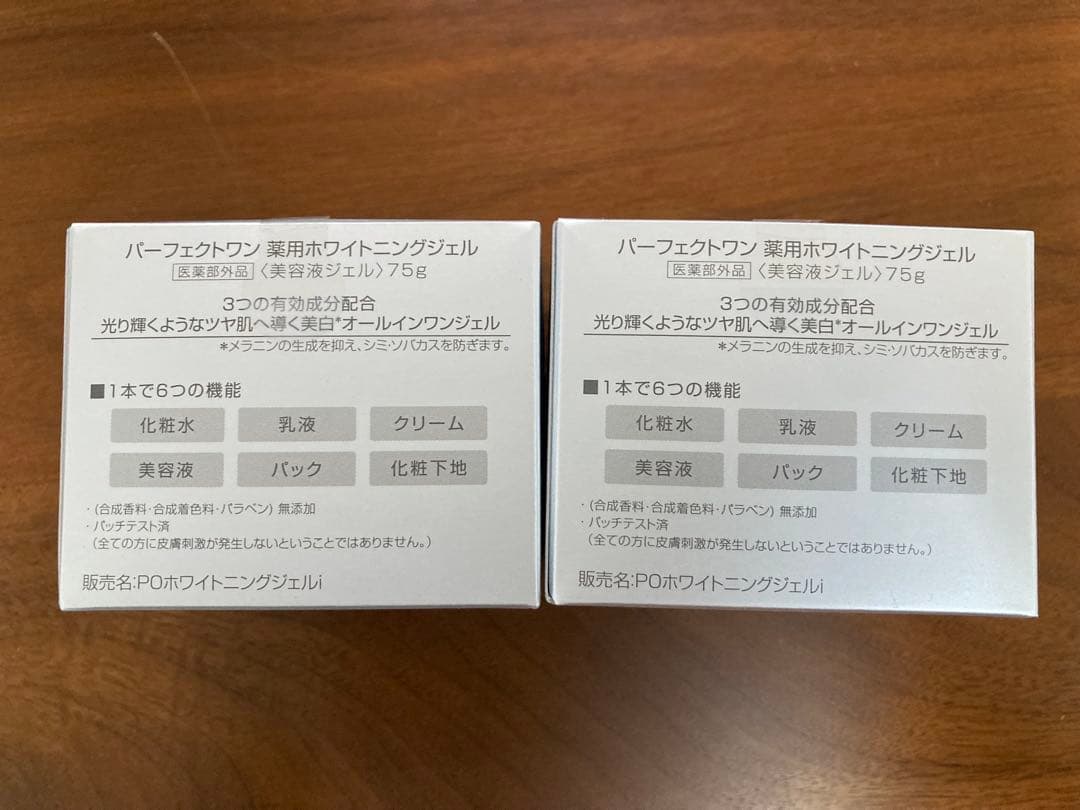 パーフェクトワン 薬用ホワイトニングジェル
医薬部外品 〈美容液ジェル〉75g
3つの有効成分配合
光り輝くようなツヤ肌へ導く美白*オールインワンジェル
*メラニンの生成を抑え、シミ・ソバカスを防ぎます。
■1本で6つの機能
化粧水 乳液 クリーム
美容液 パック 化粧下地
・(合成香料・合成着色料・パラベン) 無添加
・パッチテスト済
(全ての方に皮膚刺激が発生しないということではありません。)
販売名:POホワイトニングジェルi
パーフェクトワン 薬用ホワイトニングジェル
医薬部外品 〈美容液ジェル〉75g
3つの有効成分配合
光り輝くようなツヤ肌へ導く美白*オールインワンジェル
*メラニンの生成を抑え、シミ・ソバカスを防ぎます。
■1本で6つの機能
化粧水 乳液 クリーム
美容液 パック 化粧下地
・(合成香料・合成着色料・パラベン) 無添加
・パッチテスト済
(全ての方に皮膚刺激が発生しないということではありません。)
販売名:POホワイトニングジェルi